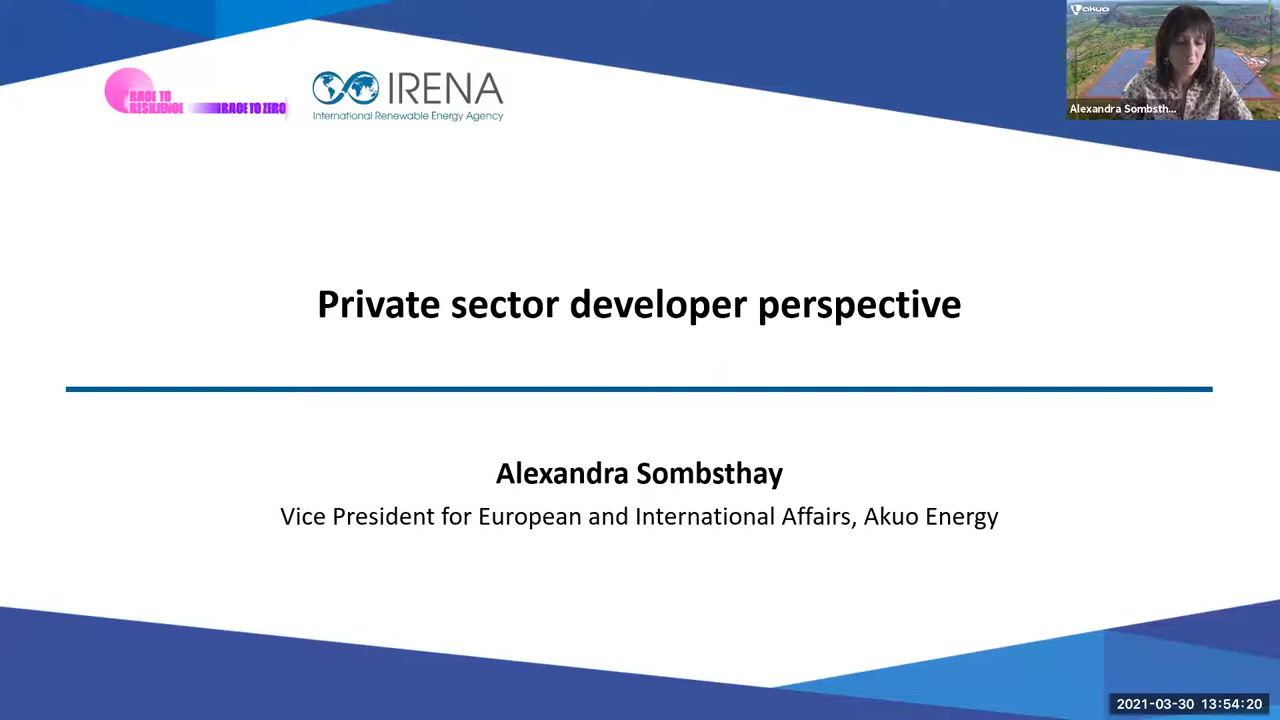 akuo
Alexandra Sombsth...
RACE TO
RESILIENCE
RACE TO ZERO
IRENA
International Renewable Energy Agency
Private sector developer perspective
Alexandra Sombsthay
Vice President for European and International Affairs, Akuo Energy
2021-03-30 13:54:20